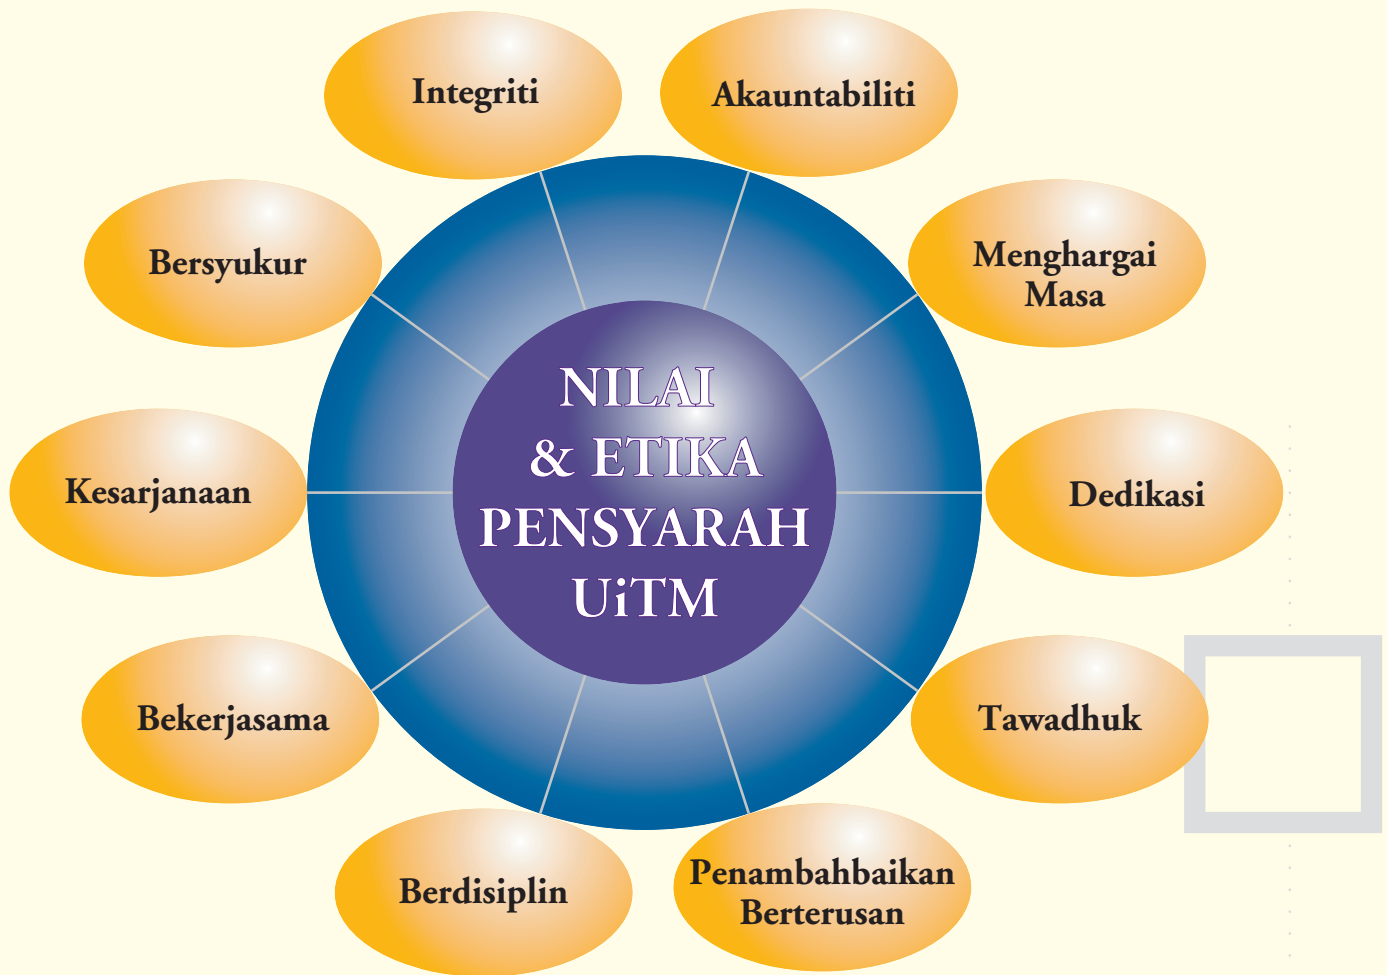 Integriti
Akauntabiliti
Bersyukur
Menghargai
Masa
NILAI
& ETIKA
PENSYARAH
UiTM
Kesarjanaan
Dedikasi
Bekerjasama
Tawadhuk
Berdisiplin
Penambahbaikan
Berterusan